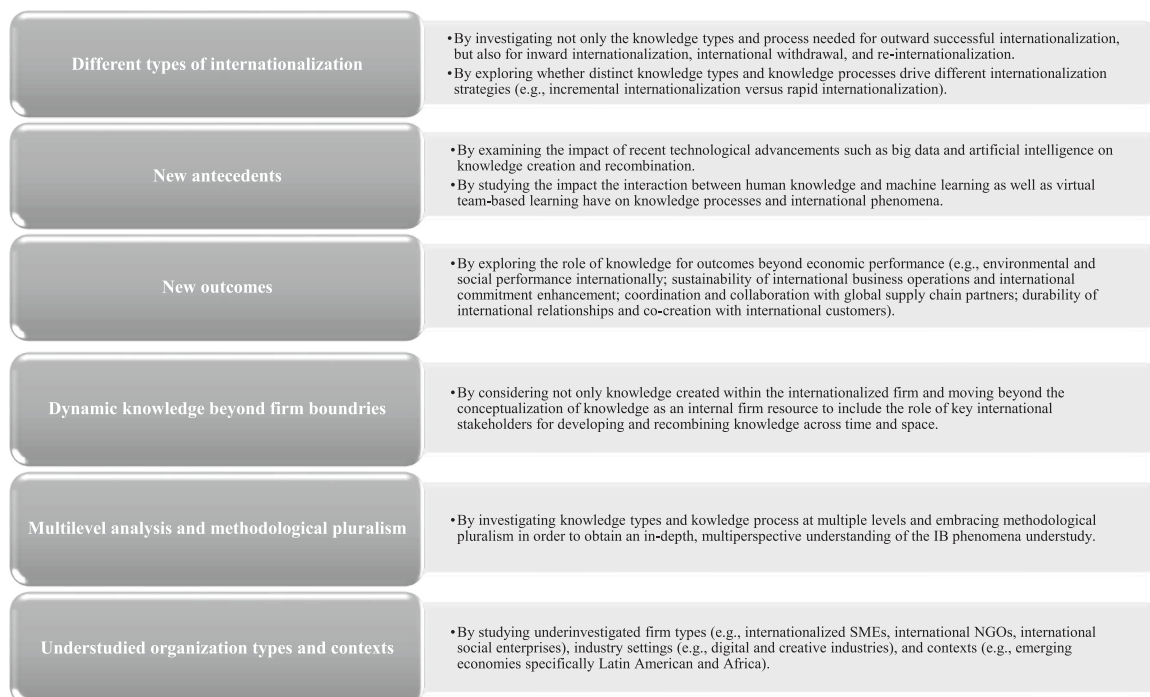 Different types of internationalization
•By investigating not only the knowledge types and process needed for outward successful internationalization,
but also for inward internationalization, international withdrawal, and re-internationalization.
•By exploring whether distinct knowledge types and knowledge processes drive different internationalization
strategies (e.g., incremental internationalization versus rapid internationalization).
New antecedents
•By examining the impact of recent technological advancements such as big data and artificial intelligence on
knowledge creation and recombination.
•By studying the impact the interaction between human knowledge and machine learning as well as virtual
team-based learning have on knowledge processes and international phenomena.
New outcomes
•By exploring the role of knowledge for outcomes beyond economic performance (e.g., environmental and
social performance internationally; sustainability of international business operations and international
commitment enhancement; coordination and collaboration with global supply chain partners; durability of
international relationships and co-creation with international customers).
Dynamic knowledge beyond firm boundries
•By considering not only knowledge created within the internationalized firm and moving beyond the
conceptualization of knowledge as an internal firm resource to include the role of key international
stakeholders for developing and recombining knowledge across time and space.
Multilevel analysis and methodological pluralism
•By investigating knowledge types and kowledge process at multiple levels and embracing methodological
pluralism in order to obtain an in-depth, multiperspective understanding of the IB phenomena understudy.
Understudied organization types and contexts
•By studying underinvestigated firm types (e.g., internationalized SMEs, international NGOs, international
social enterprises), industry settings (e.g., digital and creative industries), and contexts (e.g., emerging
economies specifically Latin American and Africa).